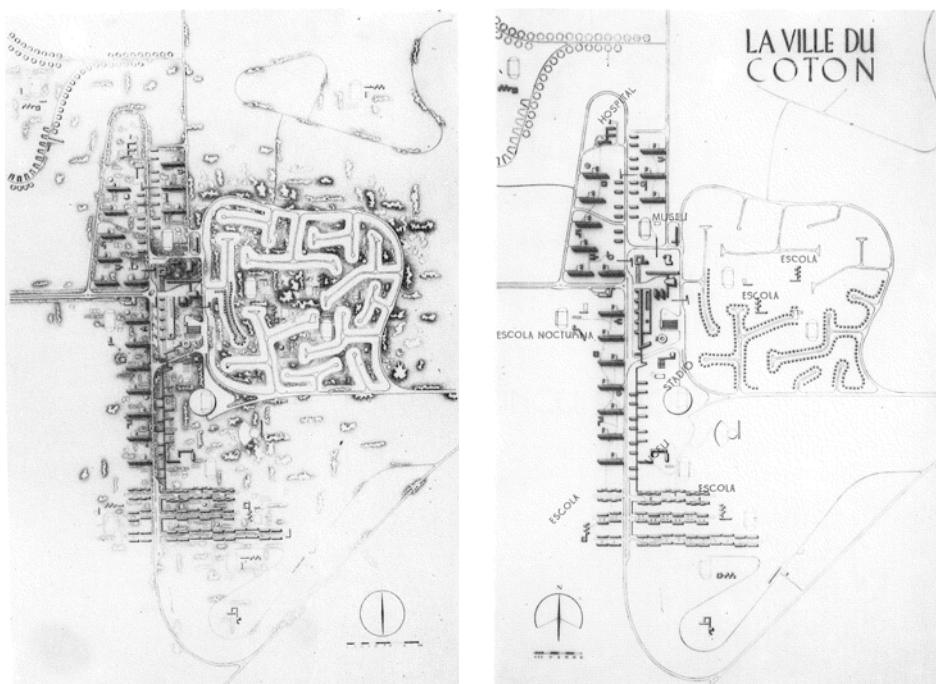 LA VILLE DU
COTON
HOSPITAL
MUSEU
ESCOLA
ESCOLA
ESCOLA NOCTURNA
STADIO
ESCOLA
ESCOLA
N